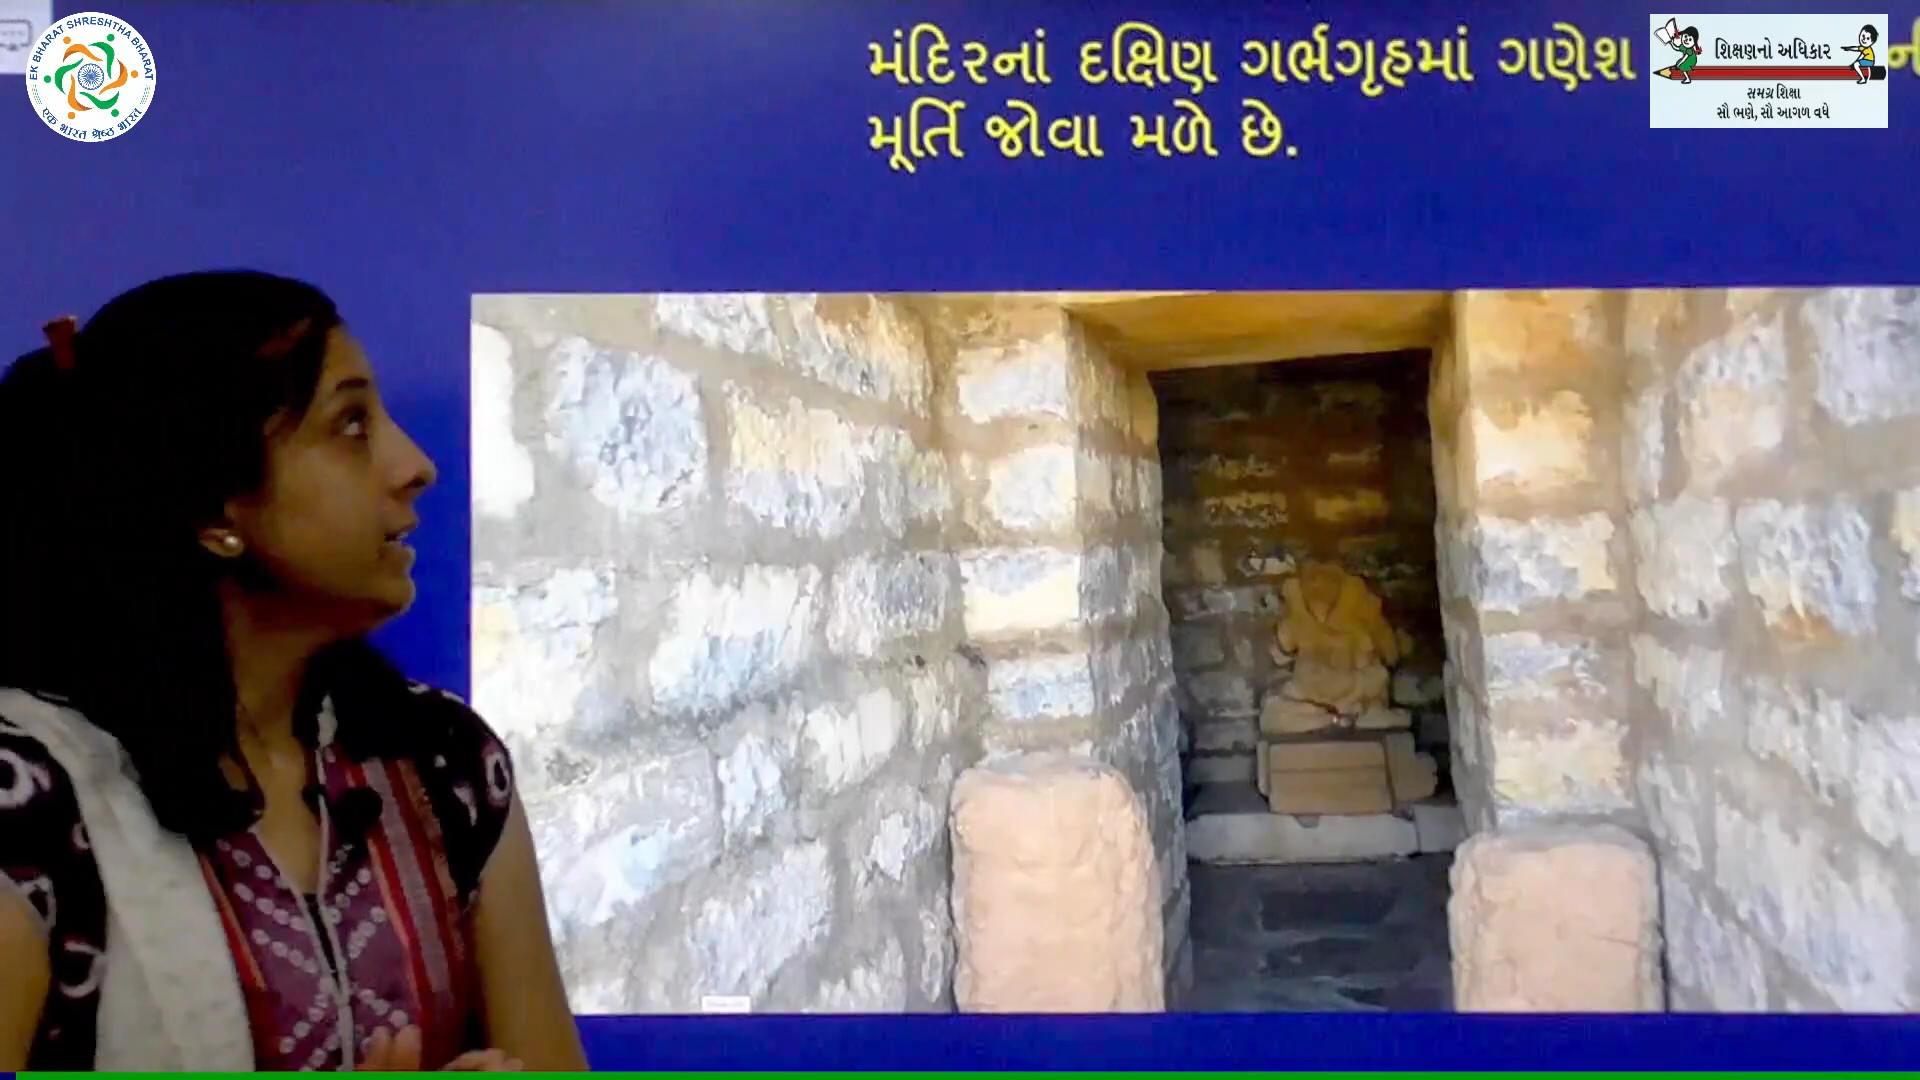 EK BHARAT SHRESHTHA BHARAT
एक भारत श्रेष्ठ भारत
મંદિરનાં દક્ષિણ ગર્ભગૃહમાં ગણેશ
મૂર્તિ જોવા મળે છે.
શિક્ષણનો અધિકાર
સમગ્ર શિક્ષા
સૌ ભણે, સૌ આગળ વધે